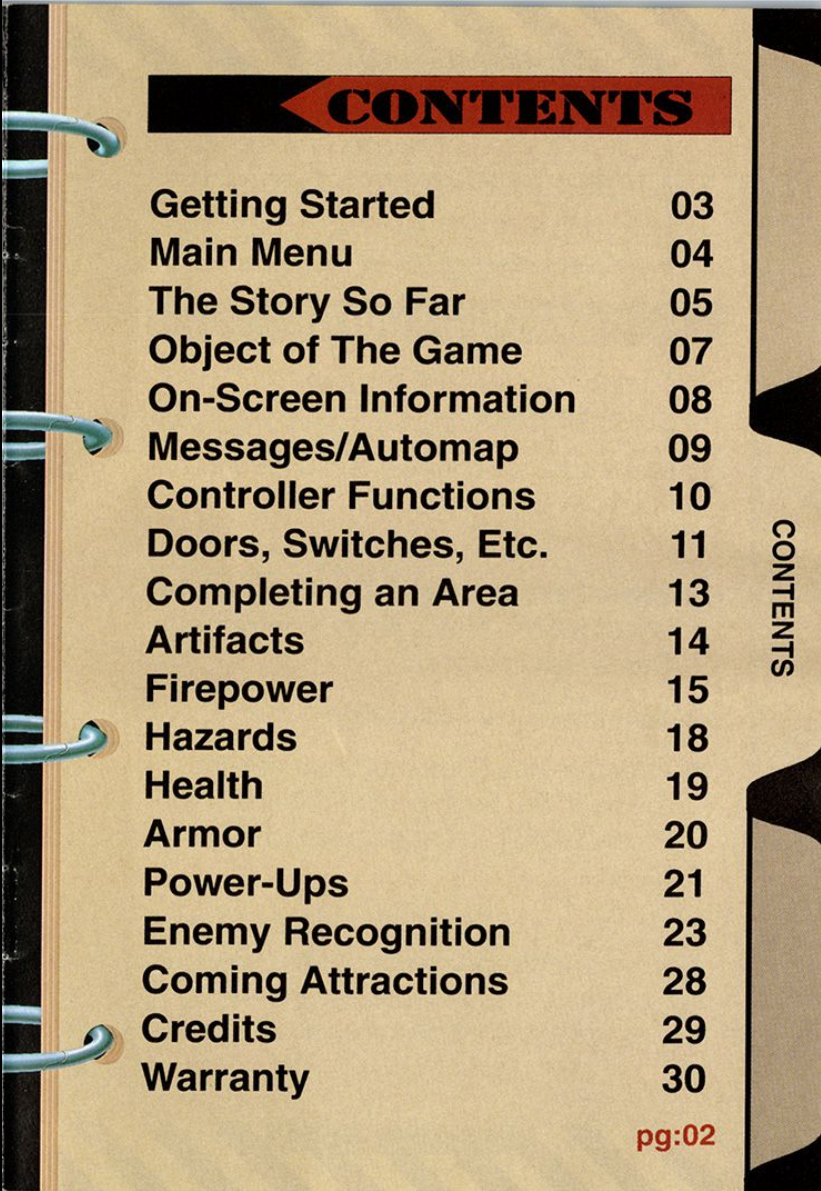 CONTENTS
Getting Started 03
Main Menu 04
The Story So Far 05
Object of The Game 07
On-Screen Information 08
Messages/Automap 09
Controller Functions 10
Doors, Switches, Etc. 11
Completing an Area 13
Artifacts 14
Firepower 15
Hazards 18
Health 19
Armor 20
Power-Ups 21
Enemy Recognition 23
Coming Attractions 28
Credits 29
Warranty 30
pg:02
CONTENTS